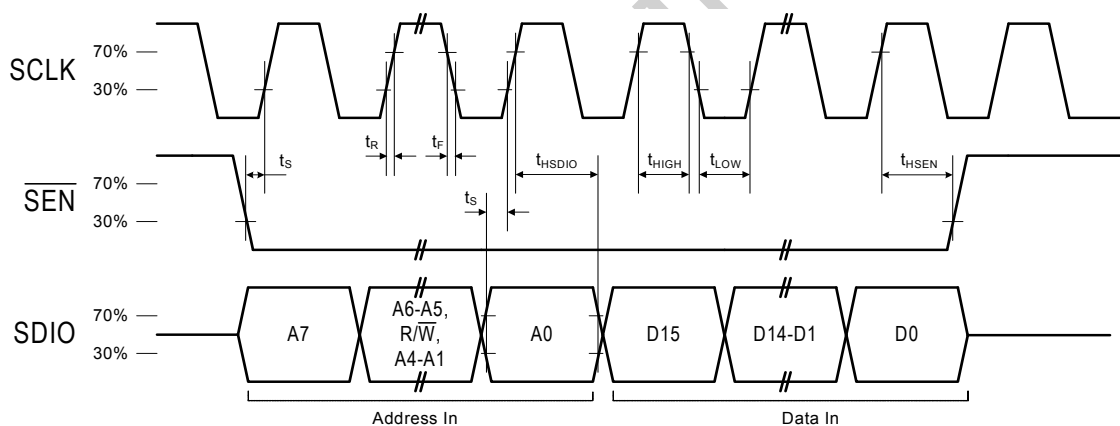 SCLK
70%
30%
tR
tF
tS
tHSDIO
tHIGH
tLOW
tHSEN
SEN
70%
30%
tS
SDIO
70%
30%
A7
A6-A5,
R/W,
A4-A1
A0
D15
D14-D1
D0
Address In
Data In